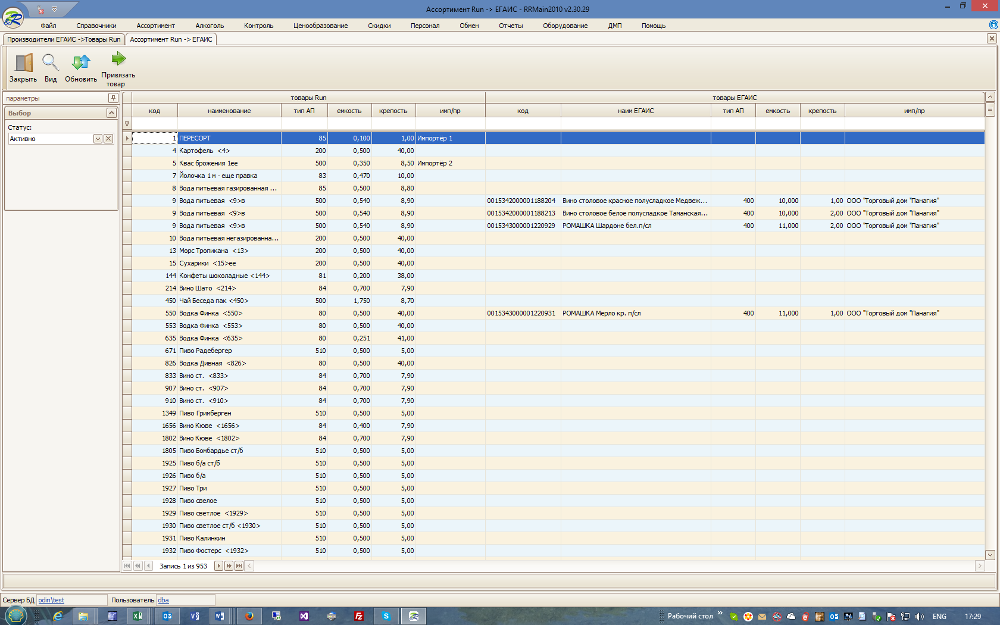 Ассортимент Run -> ЕГАИС - RRMain2010 v2.30.29
Файл Справочники Ассортимент Алкоголь Контроль Ценообразование Скидки Персонал Обмен Отчеты Оборудование ДМП Помощь
Производители ЕГАИС ->Товары Run Ассортимент Run -> ЕГАИС
Закрыть Вид Обновить Привязать товар
параметры
Выбор
Статус:
Активно
товары Run товары ЕГАИС
код наименование тип АП емкость крепость имп/пр код наим ЕГАИС тип АП емкость крепость имп/пр
1 ПЕРЕСОРТ 85 0,100 1,00 Импортёр 1
4 Картофель <4> 200 0,500 40,00
5 Квас брожения 1ее 500 0,350 8,50 Импортёр 2
7 Йолочка 1 м - еще правка 83 0,470 10,00
8 Вода питьевая газированная ... 85 0,500 8,80
9 Вода питьевая <9>в 500 0,540 8,90 0015342000001188204 Вино столовое красное полусладкое Медвеж... 400 10,000 1,00 ООО "Торговый дом "Панагия"
9 Вода питьевая <9>в 500 0,540 8,90 0015342000001188213 Вино столовое белое полусладкое Таманская... 400 10,000 2,00 ООО "Торговый дом "Панагия"
9 Вода питьевая <9>в 500 0,540 8,90 0015343000001220929 РОМАШКА Шардоне бел.п/сл 400 11,000 2,00 ООО "Торговый дом "Панагия"
10 Вода питьевая негазированна... 200 0,500 40,00
13 Морс Тропикана <13> 200 0,500 40,00
15 Сухарики <15>ее 200 0,500 40,00
144 Конфеты шоколадные <144> 81 0,200 38,00
214 Вино Шато <214> 84 0,700 7,90
450 Чай Беседа пак <450> 500 1,750 8,70
550 Водка Финка <550> 80 0,500 40,00 0015343000001220931 РОМАШКА Мерло кр. п/сл 400 11,000 1,00 ООО "Торговый дом "Панагия"
553 Водка Финка <553> 80 0,500 40,00
635 Водка Финка <635> 80 0,251 41,00
671 Пиво Радебергер 510 0,500 5,00
826 Водка Дивная <826> 80 0,500 40,00
833 Вино ст. <833> 84 0,700 7,90
907 Вино ст. <907> 84 0,700 7,90
910 Вино ст. <910> 84 0,700 7,90
1349 Пиво Гримберген 510 0,500 5,00
1656 Вино Кюве <1656> 84 0,400 7,90
1802 Вино Кюве <1802> 84 0,700 7,90
1805 Пиво Бомбардье ст/б 510 0,500 5,00
1925 Пиво б/а ст/б 510 0,500 5,00
1926 Пиво б/а 510 0,500 5,00
1927 Пиво Три 510 0,500 5,00
1928 Пиво свелое 510 0,500 5,00
1929 Пиво светлое <1929> 510 0,500 5,00
1930 Пиво светлое ст/б <1930> 510 0,500 5,00
1931 Пиво Калинкин 510 0,500 5,00
1932 Пиво Фостерс <1932> 510 0,500 5,00
Запись 1 из 953
Сервер БД odin\test Пользователь dba
Рабочий стол ENG 17:29